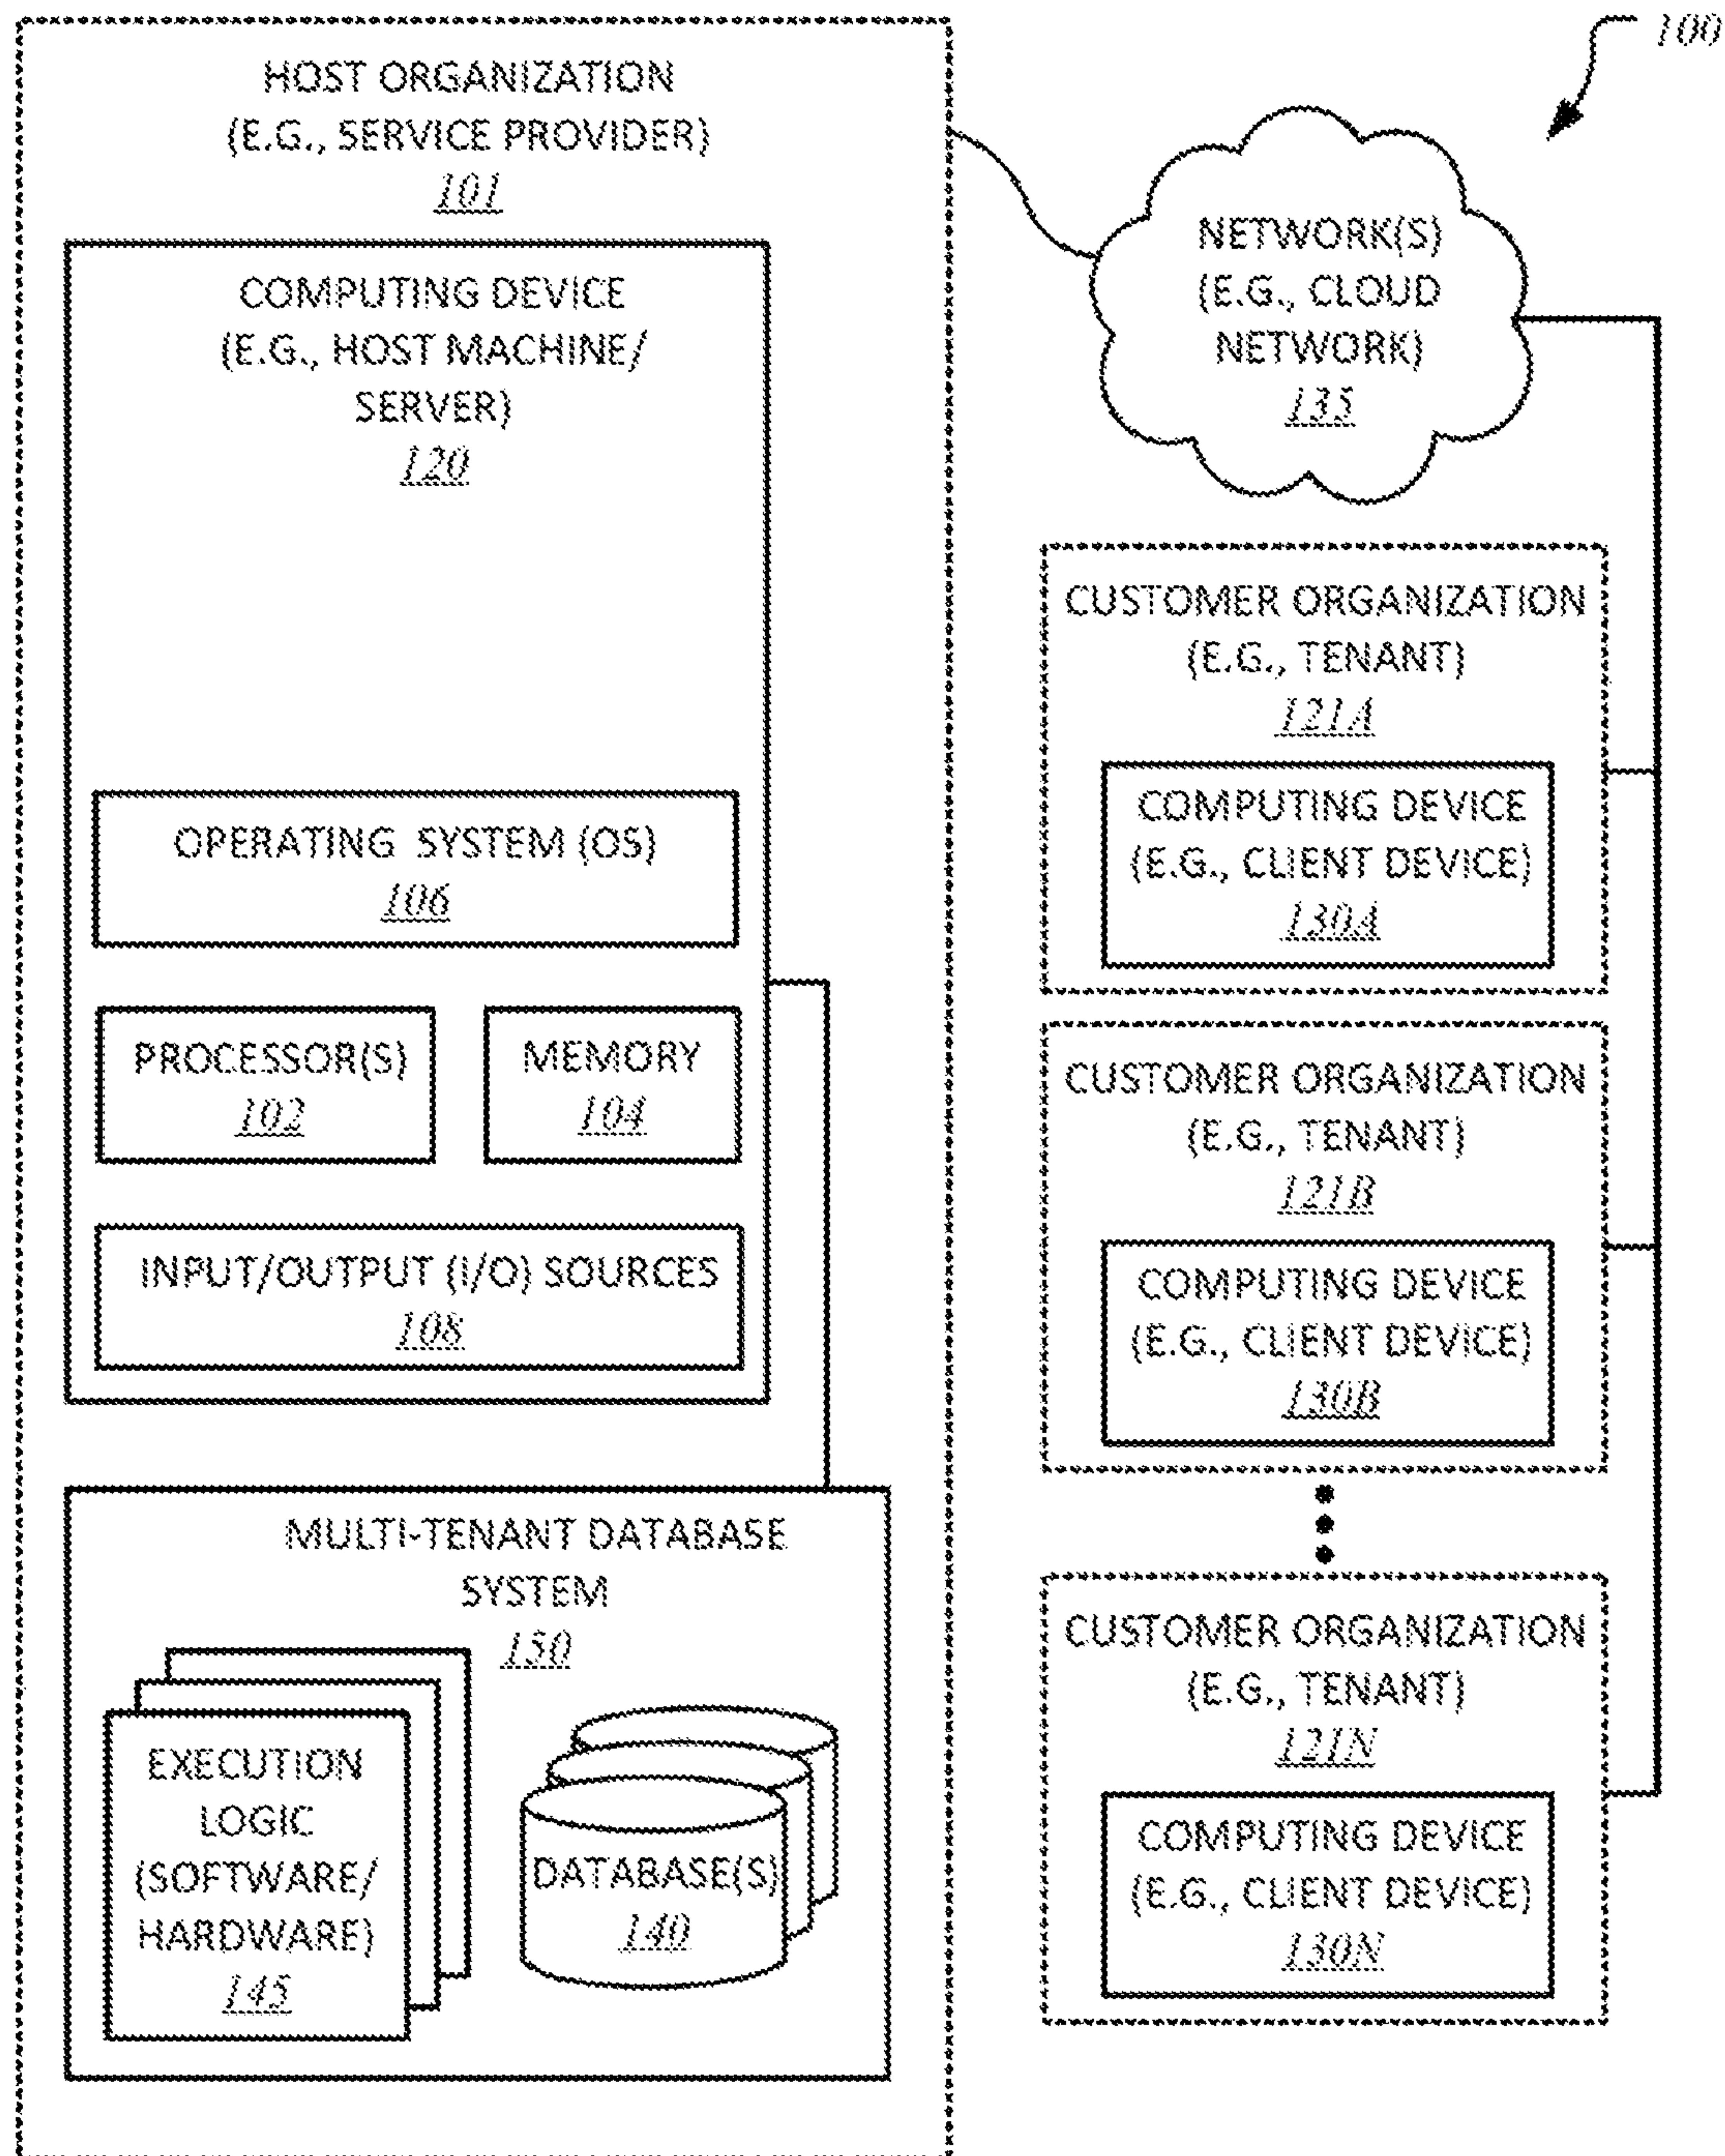 100
HOST ORGANIZATION
(E.G., SERVICE PROVIDER)
101
COMPUTING DEVICE
(E.G., HOST MACHINE/
SERVER)
120
OPERATING SYSTEM (OS)
106
PROCESSOR(S)
102
MEMORY
104
INPUT/OUTPUT (I/O) SOURCES
108
MULTI-TENANT DATABASE
SYSTEM
150
EXECUTION
LOGIC
(SOFTWARE/
HARDWARE)
145
DATABASE(S)
140
NETWORK(S)
(E.G., CLOUD
NETWORK)
135
CUSTOMER ORGANIZATION
(E.G., TENANT)
121A
COMPUTING DEVICE
(E.G., CLIENT DEVICE)
130A
CUSTOMER ORGANIZATION
(E.G., TENANT)
121B
COMPUTING DEVICE
(E.G., CLIENT DEVICE)
130B
CUSTOMER ORGANIZATION
(E.G., TENANT)
121N
COMPUTING DEVICE
(E.G., CLIENT DEVICE)
130N